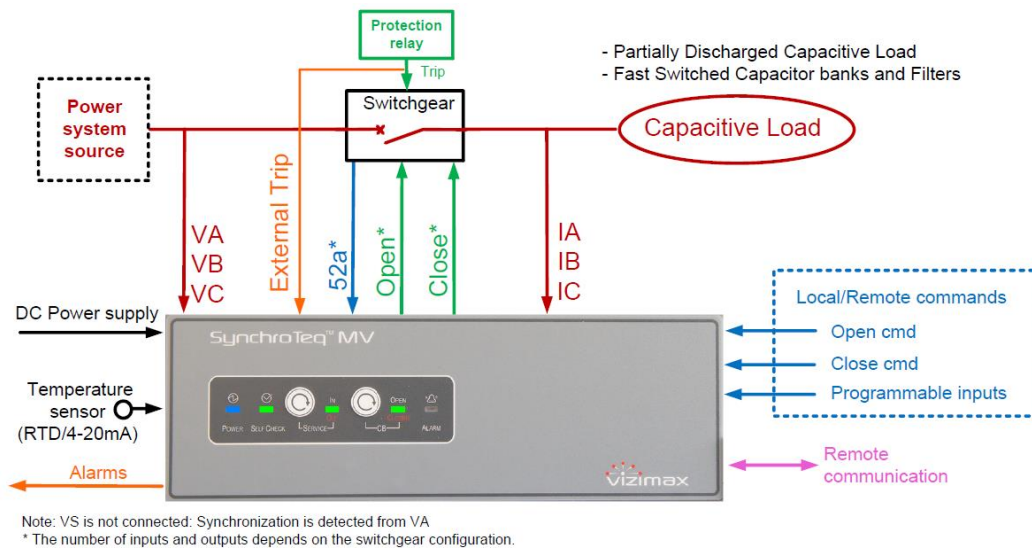 Protection
relay
Trip
- Partially Discharged Capacitive Load
- Fast Switched Capacitor banks and Filters
Power
system
source
Switchgear
Capacitive Load
External Trip
52a*
Open*
Close*
VA
VB
VC
IA
IB
IC
DC Power supply
Temperature
sensor
(RTD/4-20mA)
Alarms
Local/Remote commands
Open cmd
Close cmd
Programmable inputs
Remote
communication
SynchroTeq™ MV
IN
OPEN
POWER SELF CHECK SERVICE CB ALARM
vizimax
Note: VS is not connected: Synchronization is detected from VA
* The number of inputs and outputs depends on the switchgear configuration.